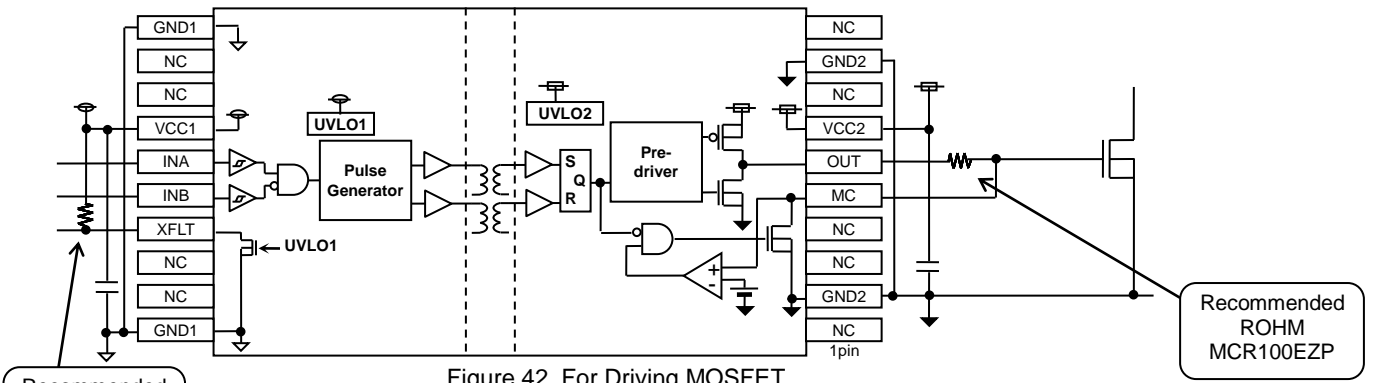 GND1
NC
NC
VCC1
INA
INB
XFLT
NC
NC
GND1
UVLO1
Pulse
Generator
UVLO1
UVLO2
S
Q
R
Pre-
driver
+
-
NC
GND2
NC
VCC2
OUT
MC
NC
NC
GND2
NC
1pin
Recommended
ROHM
MCR100EZP
Recommended
Figure 42. For Driving MOSFET